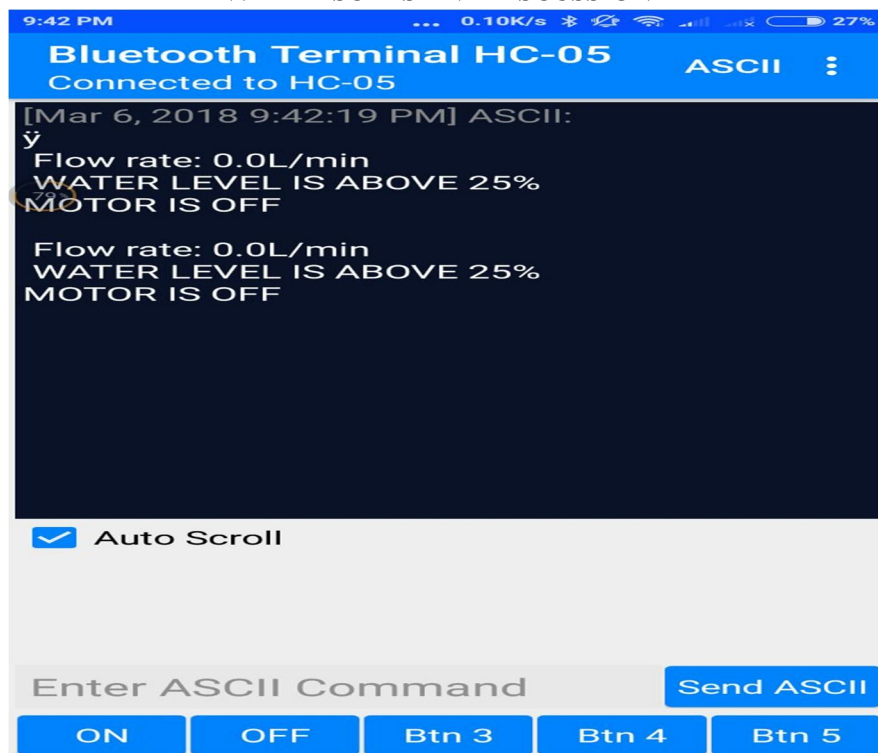 9:42 PM ... 0.10K/s 27%
Bluetooth Terminal HC-05
Connected to HC-05
ASCII
[Mar 6, 2018 9:42:19 PM] ASCII:
ÿ
Flow rate: 0.0L/min
WATER LEVEL IS ABOVE 25%
MOTOR IS OFF
Flow rate: 0.0L/min
WATER LEVEL IS ABOVE 25%
MOTOR IS OFF
Auto Scroll
Enter ASCII Command
Send ASCII
ON OFF Btn 3 Btn 4 Btn 5